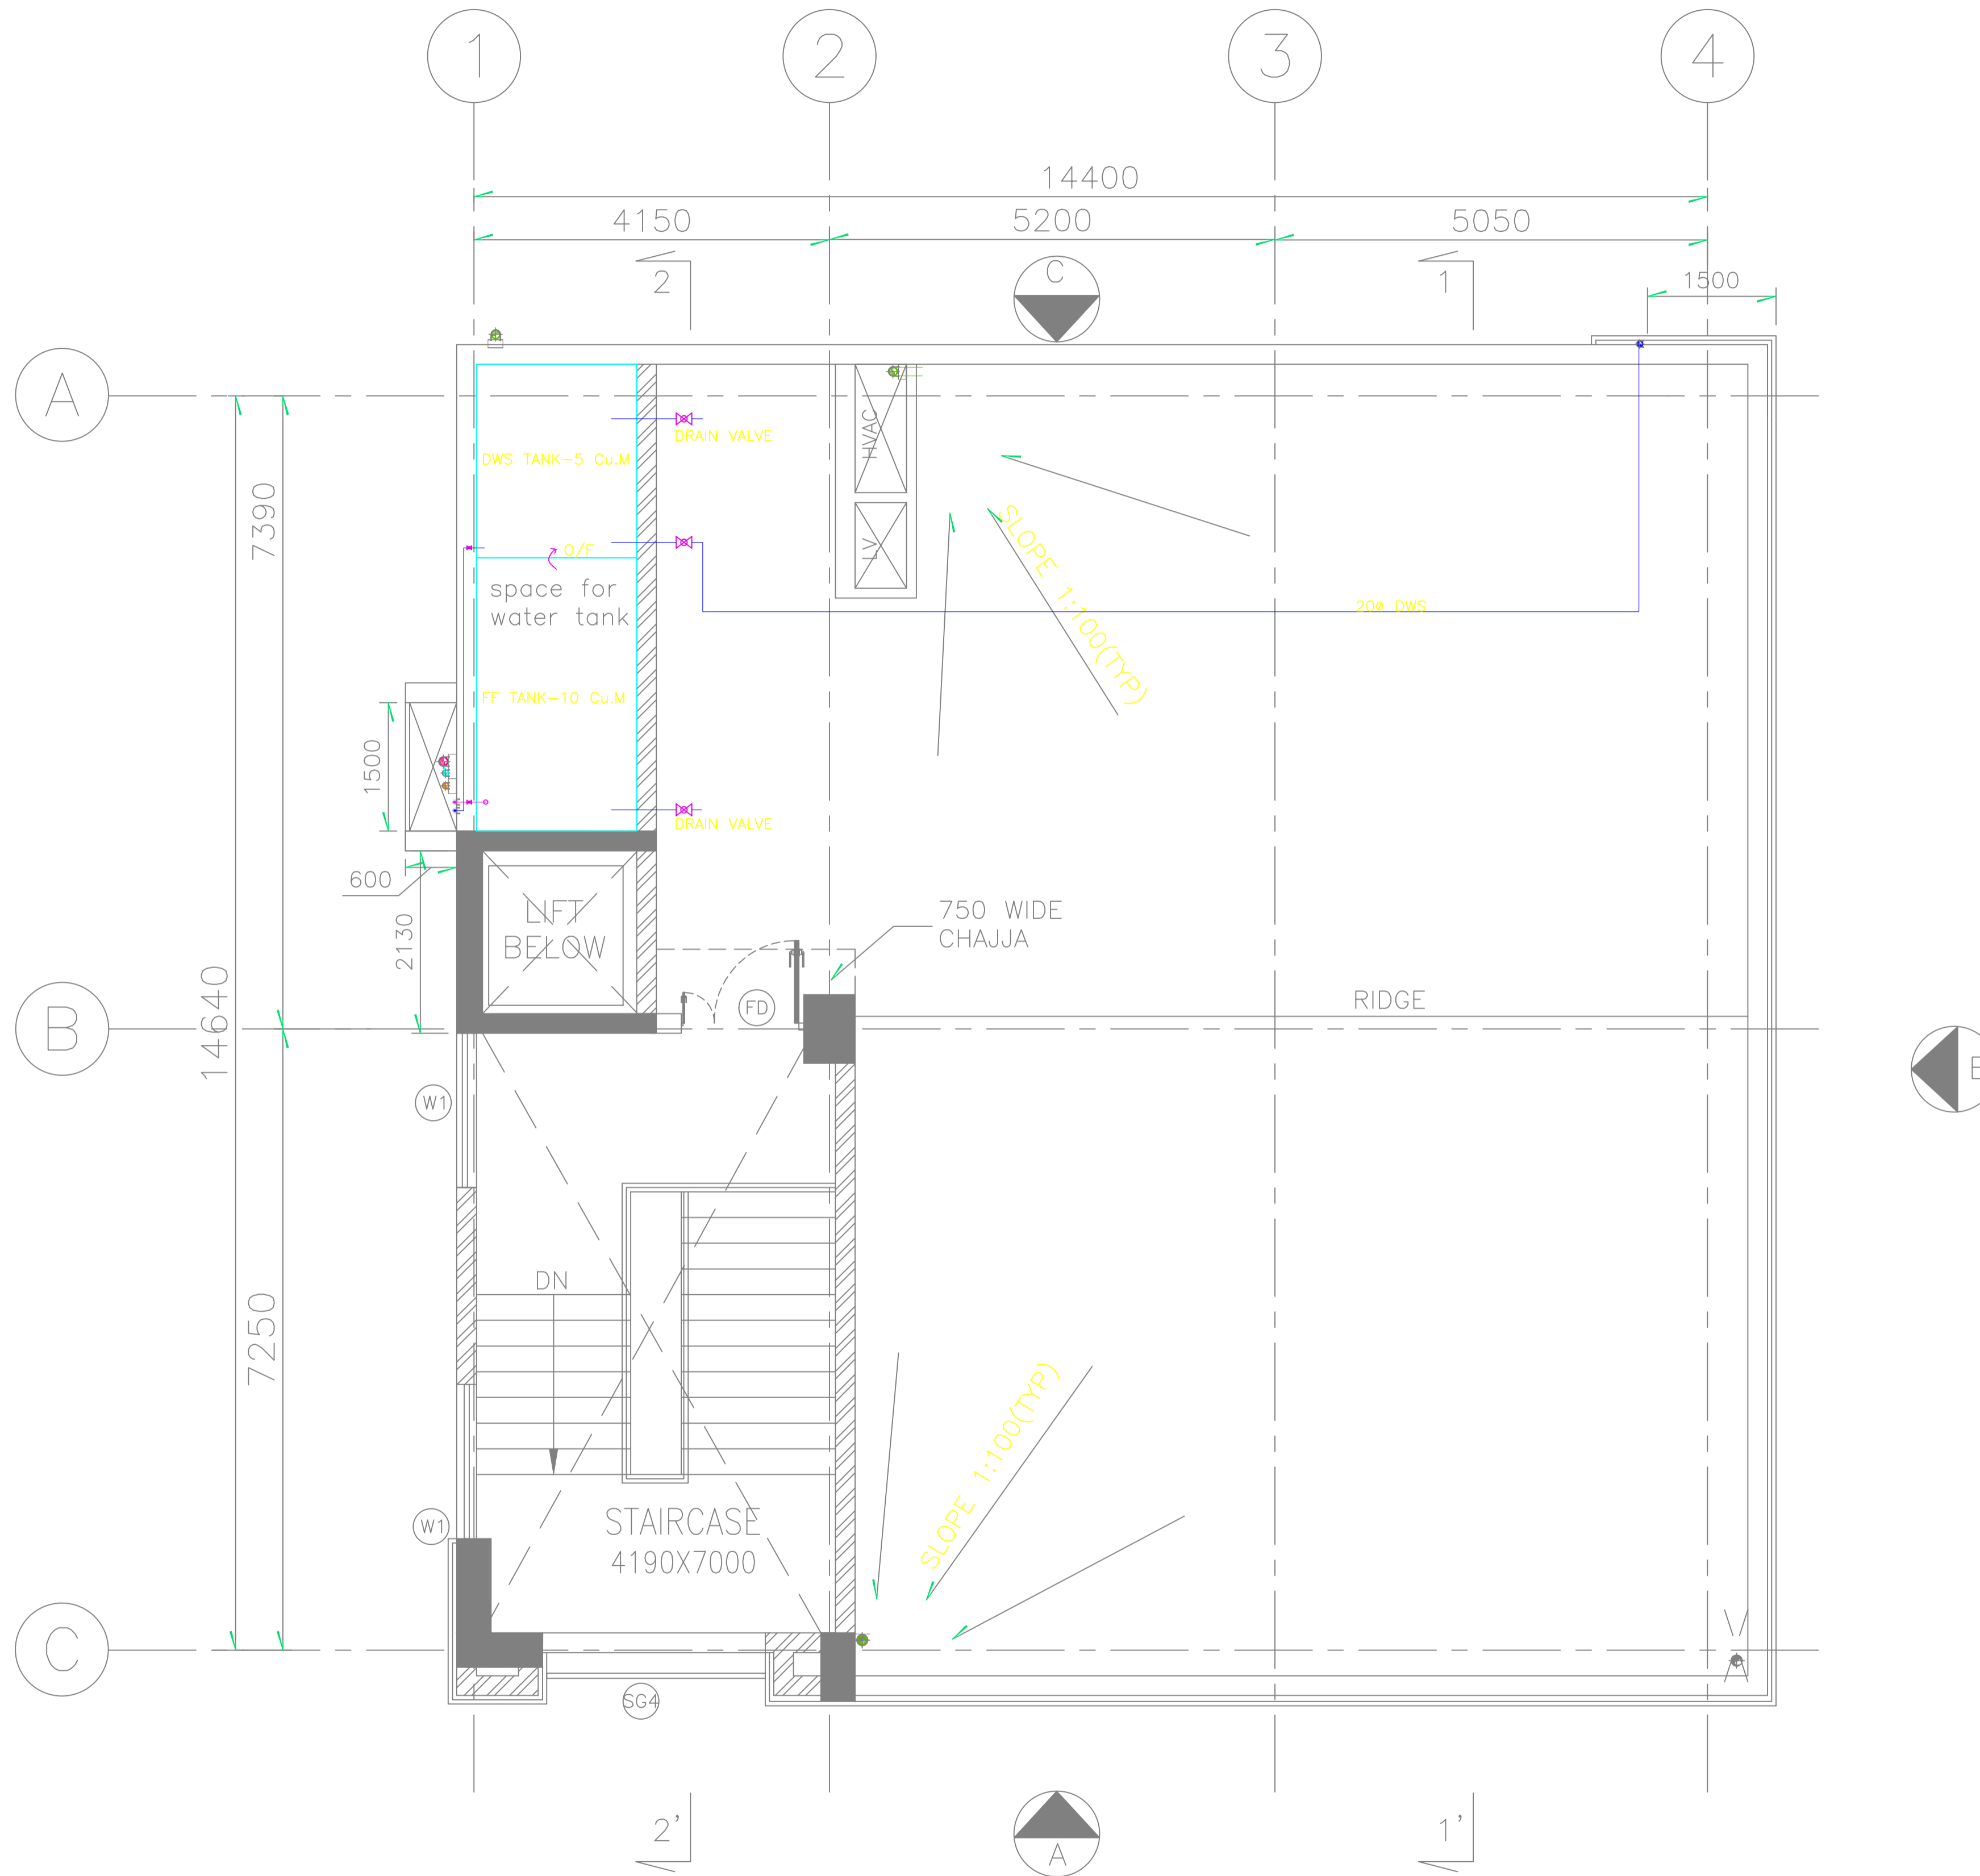 1 2 3 4
14400
4150 5200 5050
2 C 1
1500
A
HVAC
DRAIN VALVE
DWS TANK-5 Cu.M
7390
SLOPE 1:100(TYP)
O/F
LV
space for
water tank
20ø DWS
FF TANK-10 Cu.M
1500
DRAIN VALVE
600
2130
LIFT
BELOW
750 WIDE
CHAJJA
14640
FD
RIDGE
B
W1
DN
7250
SLOPE 1:100(TYP)
W1
STAIRCASE
4190X7000
C
SG4
2' 1'
A